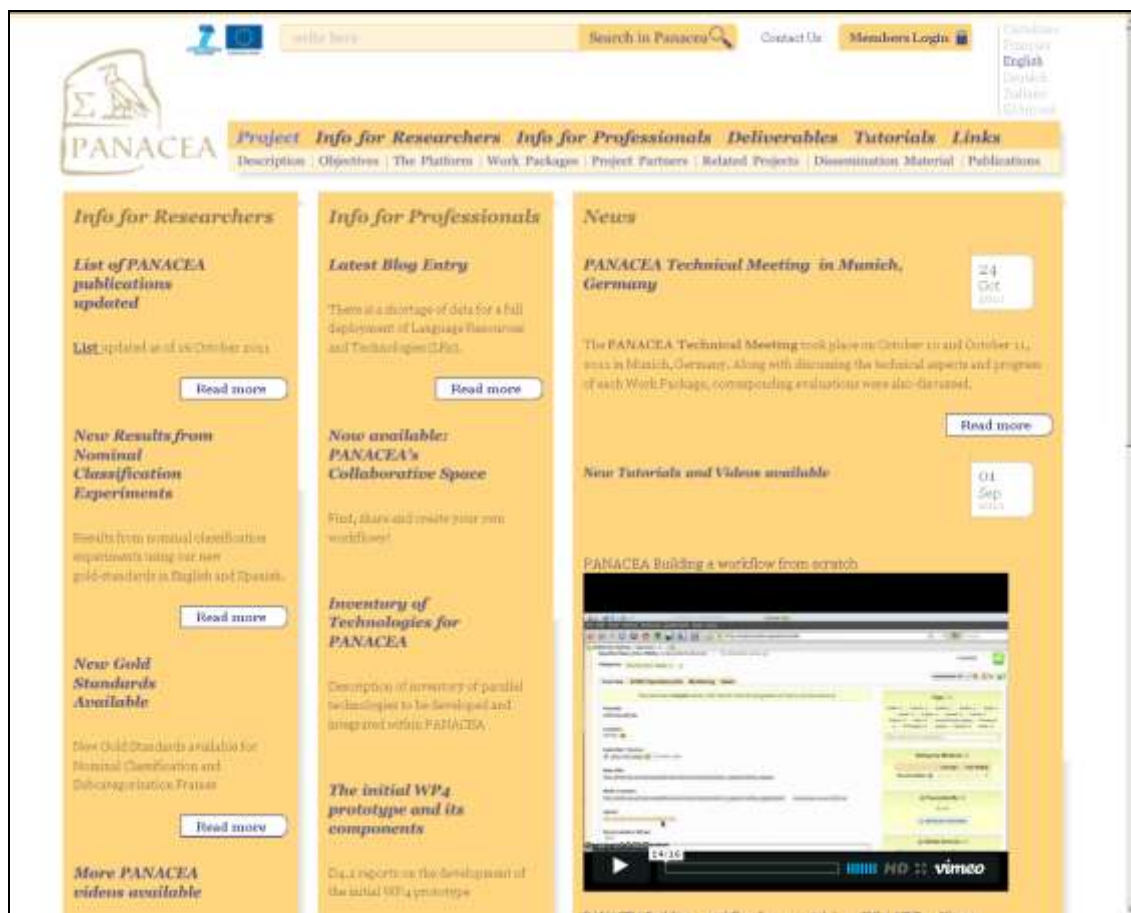 write here
Search in Panacea
Contact Us
Members Login
Français
English
Deutsch
Italiano
PANACEA
Project Info for Researchers Info for Professionals Deliverables Tutorials Links
Description | Objectives | The Platform | Work Packages | Project Partners | Related Projects | Dissemination Material | Publications
Info for Researchers
List of PANACEA
publications
updated
List updated as of 26 October 2011
Read more
New Results from
Nominal
Classification
Experiments
Results from nominal classification
experiments using our new
gold-standards in English and Spanish.
Read more
New Gold
Standards
Available
New Gold Standards available for
Nominal Classification and
Subcategorization Frames
Read more
More PANACEA
videos available
Info for Professionals
Latest Blog Entry
There is a shortage of data for a full
deployment of Language Resources
and Technologies (LRs).
Read more
Now available:
PANACEA's
Collaborative Space
Find, share and create your own
workflows!
Inventory of
Technologies for
PANACEA
Description of inventory of parallel
technologies to be developed and
integrated within PANACEA
The initial WP4
prototype and its
components
D4.2 reports on the development of
the initial WP4 prototype
News
PANACEA Technical Meeting in Munich,
Germany
24
Oct
2011
The PANACEA Technical Meeting took place on October 10 and October 11,
2011 in Munich, Germany. Along with discussing the technical aspects and progress
of each Work Package, corresponding evaluations were also discussed.
Read more
New Tutorials and Videos available
01
Sep
2011
PANACEA Building a workflow from scratch
14:16
HD
vimeo